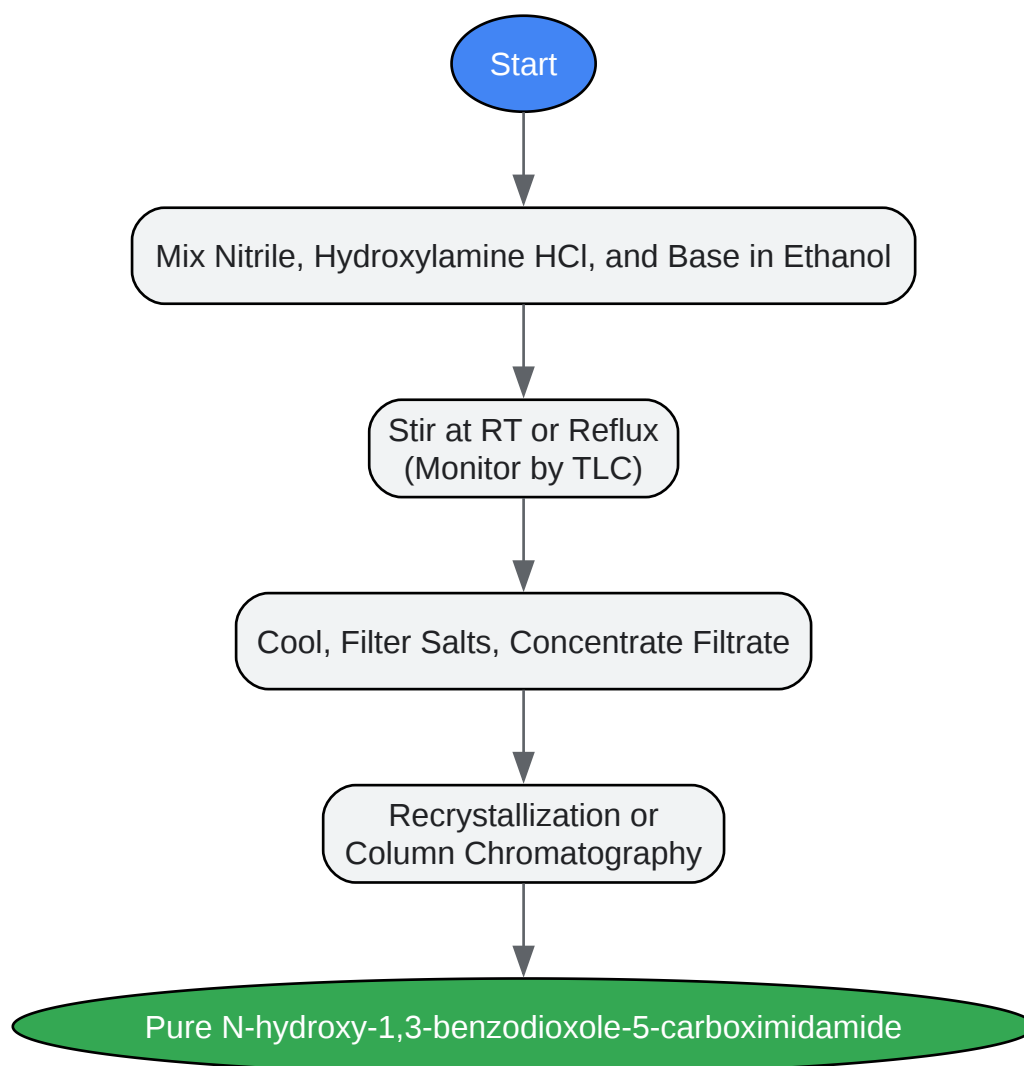 Start
Mix Nitrile, Hydroxylamine HCl, and Base in Ethanol
Stir at RT or Reflux
(Monitor by TLC)
Cool, Filter Salts, Concentrate Filtrate
Recrystallization or
Column Chromatography
Pure N-hydroxy-1,3-benzodioxole-5-carboximidamide